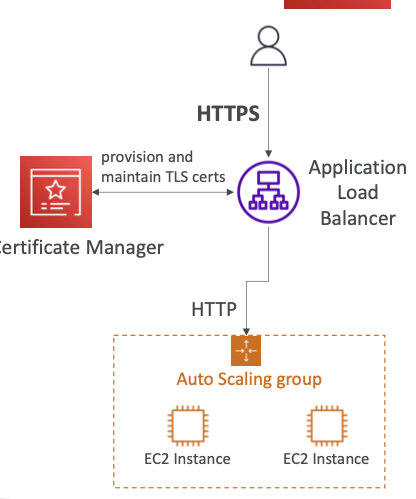 HTTPS
provision and
maintain TLS certs
Application
Load
Balancer
ertificate Manager
HTTP
Auto Scaling group
EC2 Instance
EC2 Instance